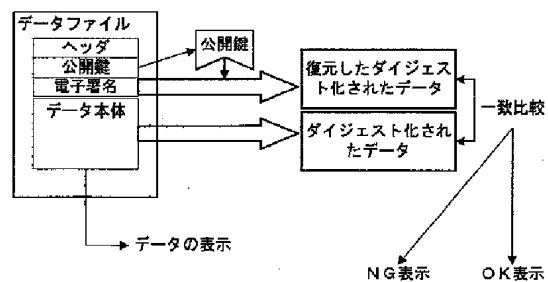 データファイル
ヘッダ
公開鍵
電子署名
データ本体
公開鍵
復元したダイジェス
ト化されたデータ
ダイジェスト化され
たデータ
一致比較
データの表示
NG表示
OK表示